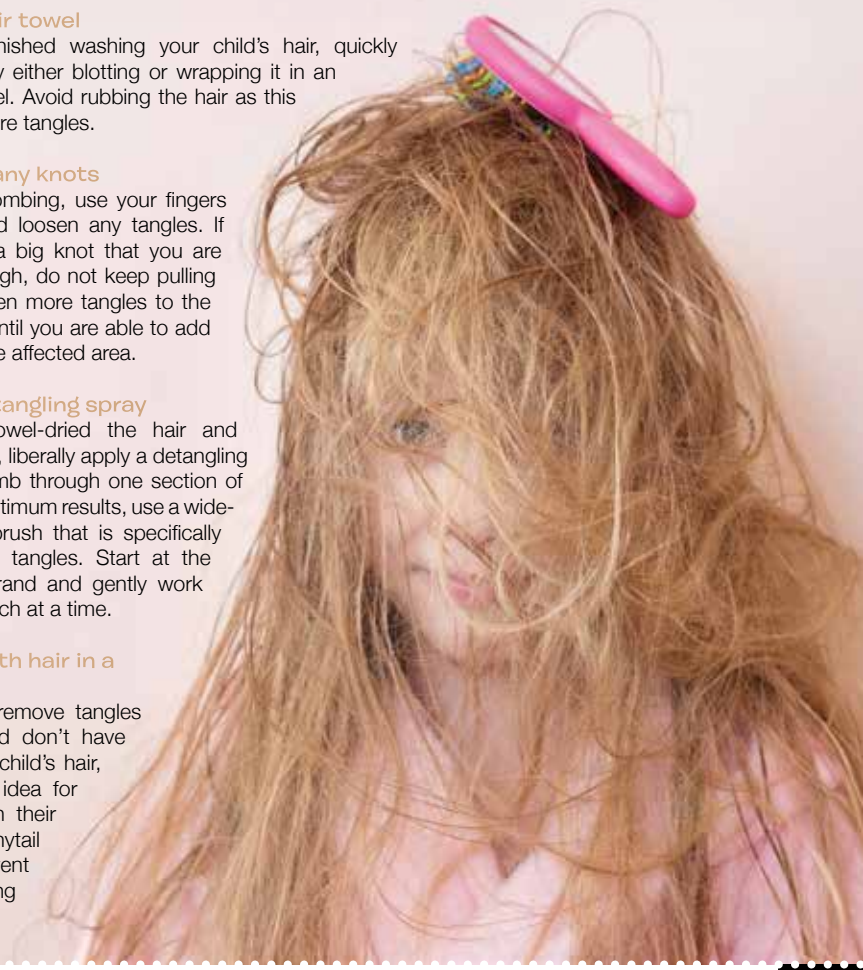 ir towel
nished washing your child's hair, quickly
y either blotting or wrapping it in an
el. Avoid rubbing the hair as this
re tangles.
any knots
ombing, use your fingers
d loosen any tangles. If
a big knot that you are
gh, do not keep pulling
en more tangles to the
ntil you are able to add
e affected area.
tangling spray
owel-dried the hair and
, liberally apply a detangling
mb through one section of
timum results, use a wide-
brush that is specifically
tangles. Start at the
rand and gently work
ch at a time.
th hair in a
remove tangles
d don't have
child's hair,
idea for
n their
nytail
ent
ng